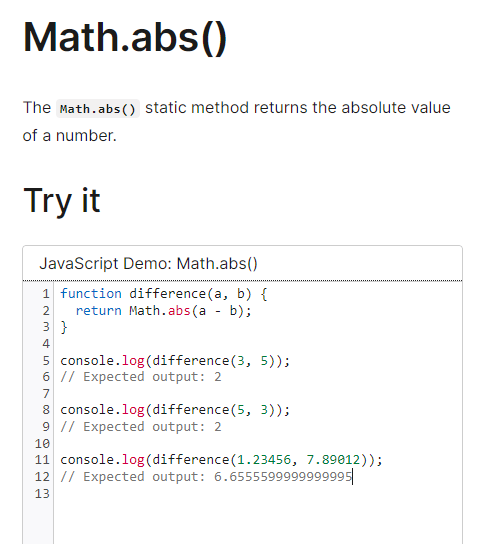 Math.abs()
The Math.abs() static method returns the absolute value
of a number.
Try it
JavaScript Demo: Math.abs()
1 function difference(a, b) {
2   return Math.abs(a - b);
3 }
4
5 console.log(difference(3, 5));
6 // Expected output: 2
7
8 console.log(difference(5, 3));
9 // Expected output: 2
10
11 console.log(difference(1.23456, 7.89012));
12 // Expected output: 6.6555599999999995
13